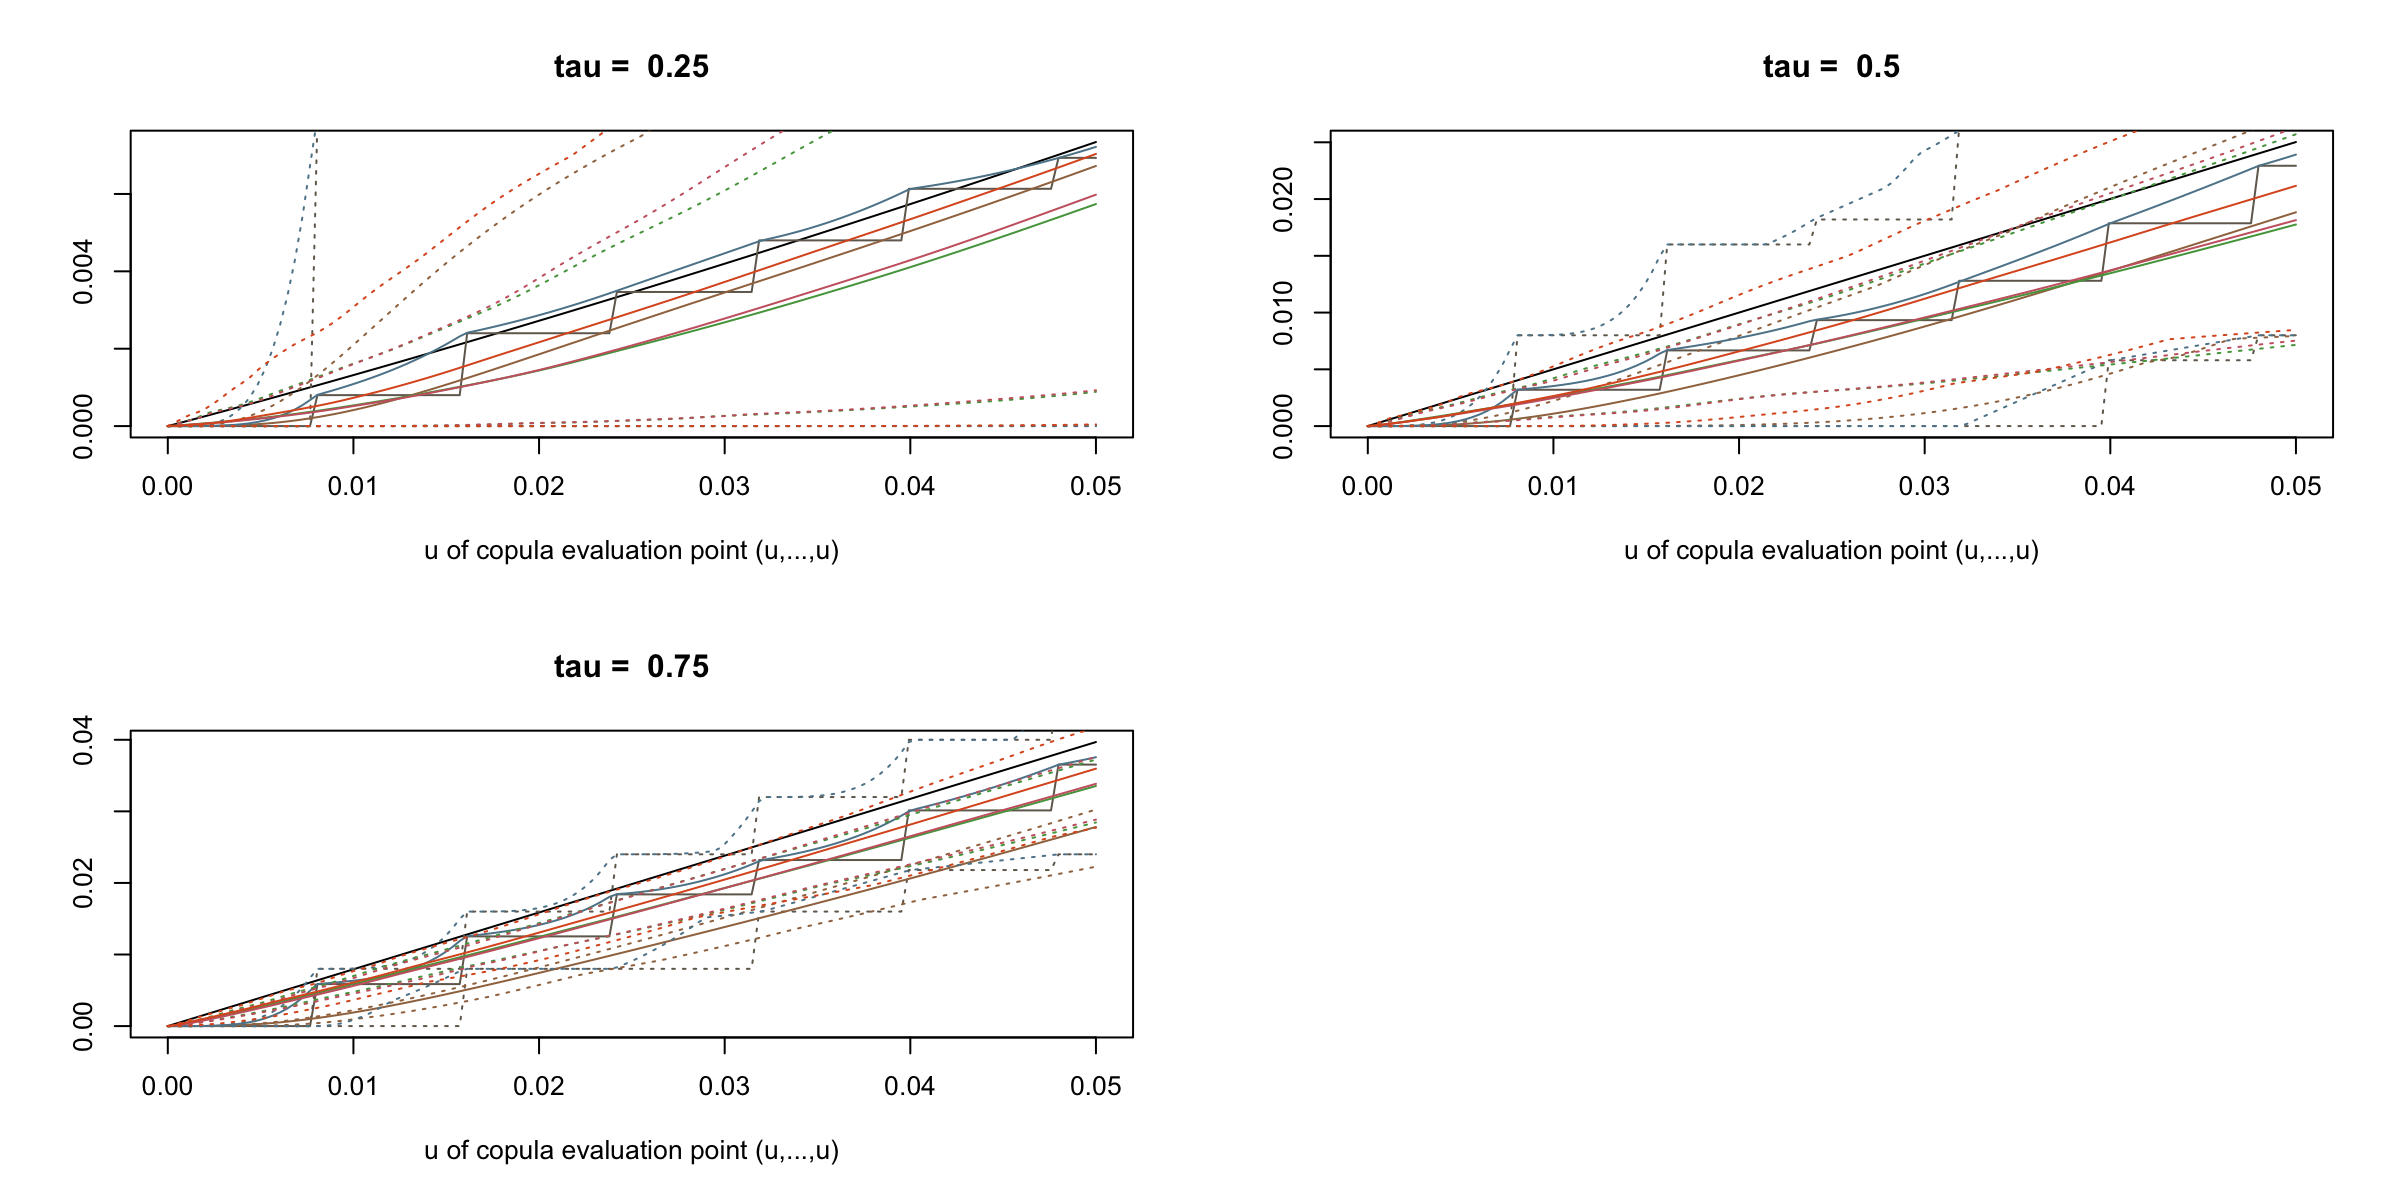 tau =  0.25
0.004
0.000
0.00 0.01 0.02 0.03 0.04 0.05
u of copula evaluation point (u,...,u)
tau =  0.5
0.020
0.010
0.000
0.00 0.01 0.02 0.03 0.04 0.05
u of copula evaluation point (u,...,u)
tau =  0.75
0.04
0.02
0.00
0.00 0.01 0.02 0.03 0.04 0.05
u of copula evaluation point (u,...,u)